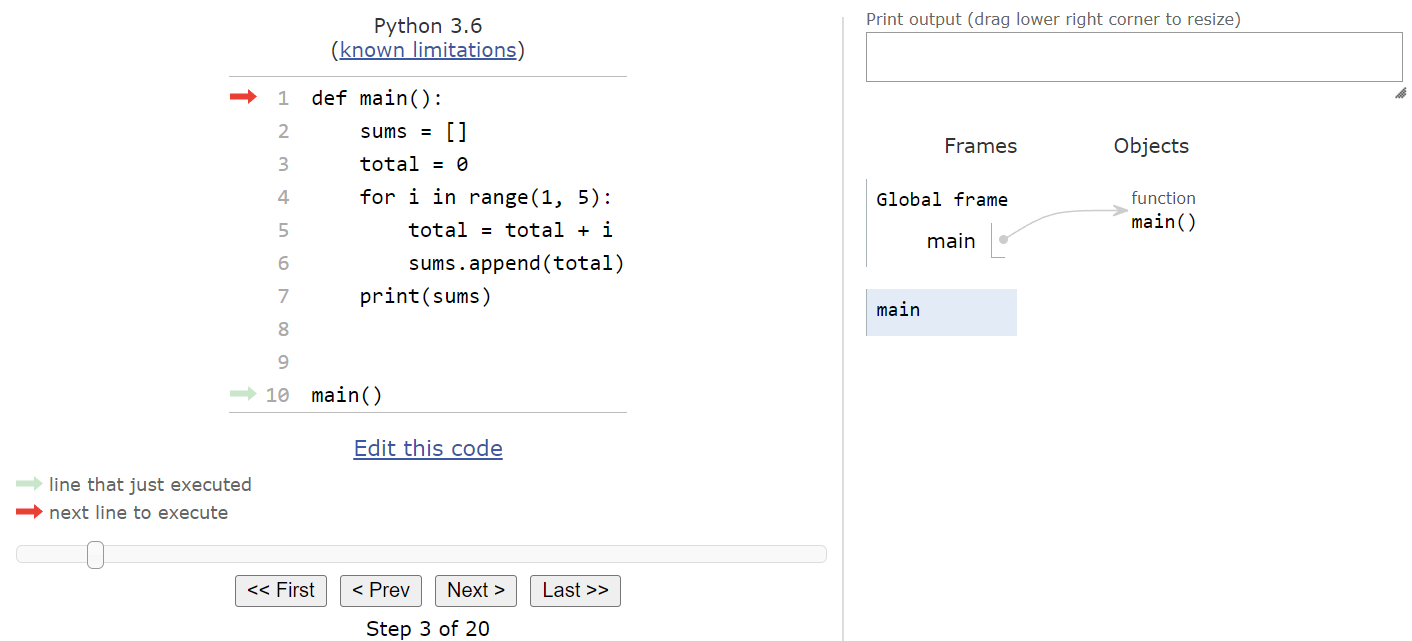 Python 3.6
(known limitations)
1 def main():
2     sums = []
3     total = 0
4     for i in range(1, 5):
5         total = total + i
6         sums.append(total)
7     print(sums)
8
9
10 main()
Edit this code
line that just executed
next line to execute
<< First < Prev Next > Last >>
Step 3 of 20
Print output (drag lower right corner to resize)
Frames Objects
Global frame
main
function
main()
main